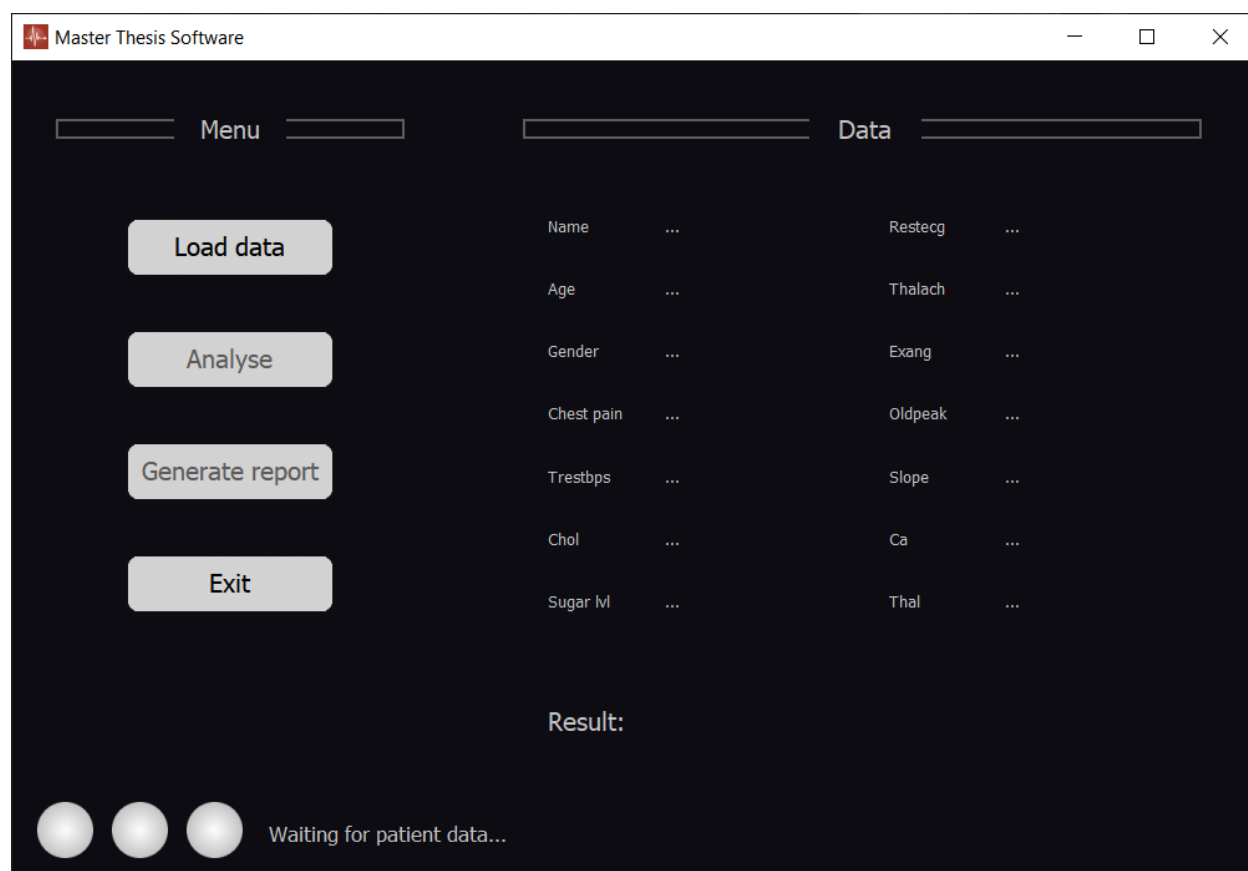 Master Thesis Software
Menu
Data
Load data
Analyse
Generate report
Exit
Name ... Restecg ...
Age ... Thalach ...
Gender ... Exang ...
Chest pain ... Oldpeak ...
Trestbps ... Slope ...
Chol ... Ca ...
Sugar lvl ... Thal ...
Result:
Waiting for patient data...